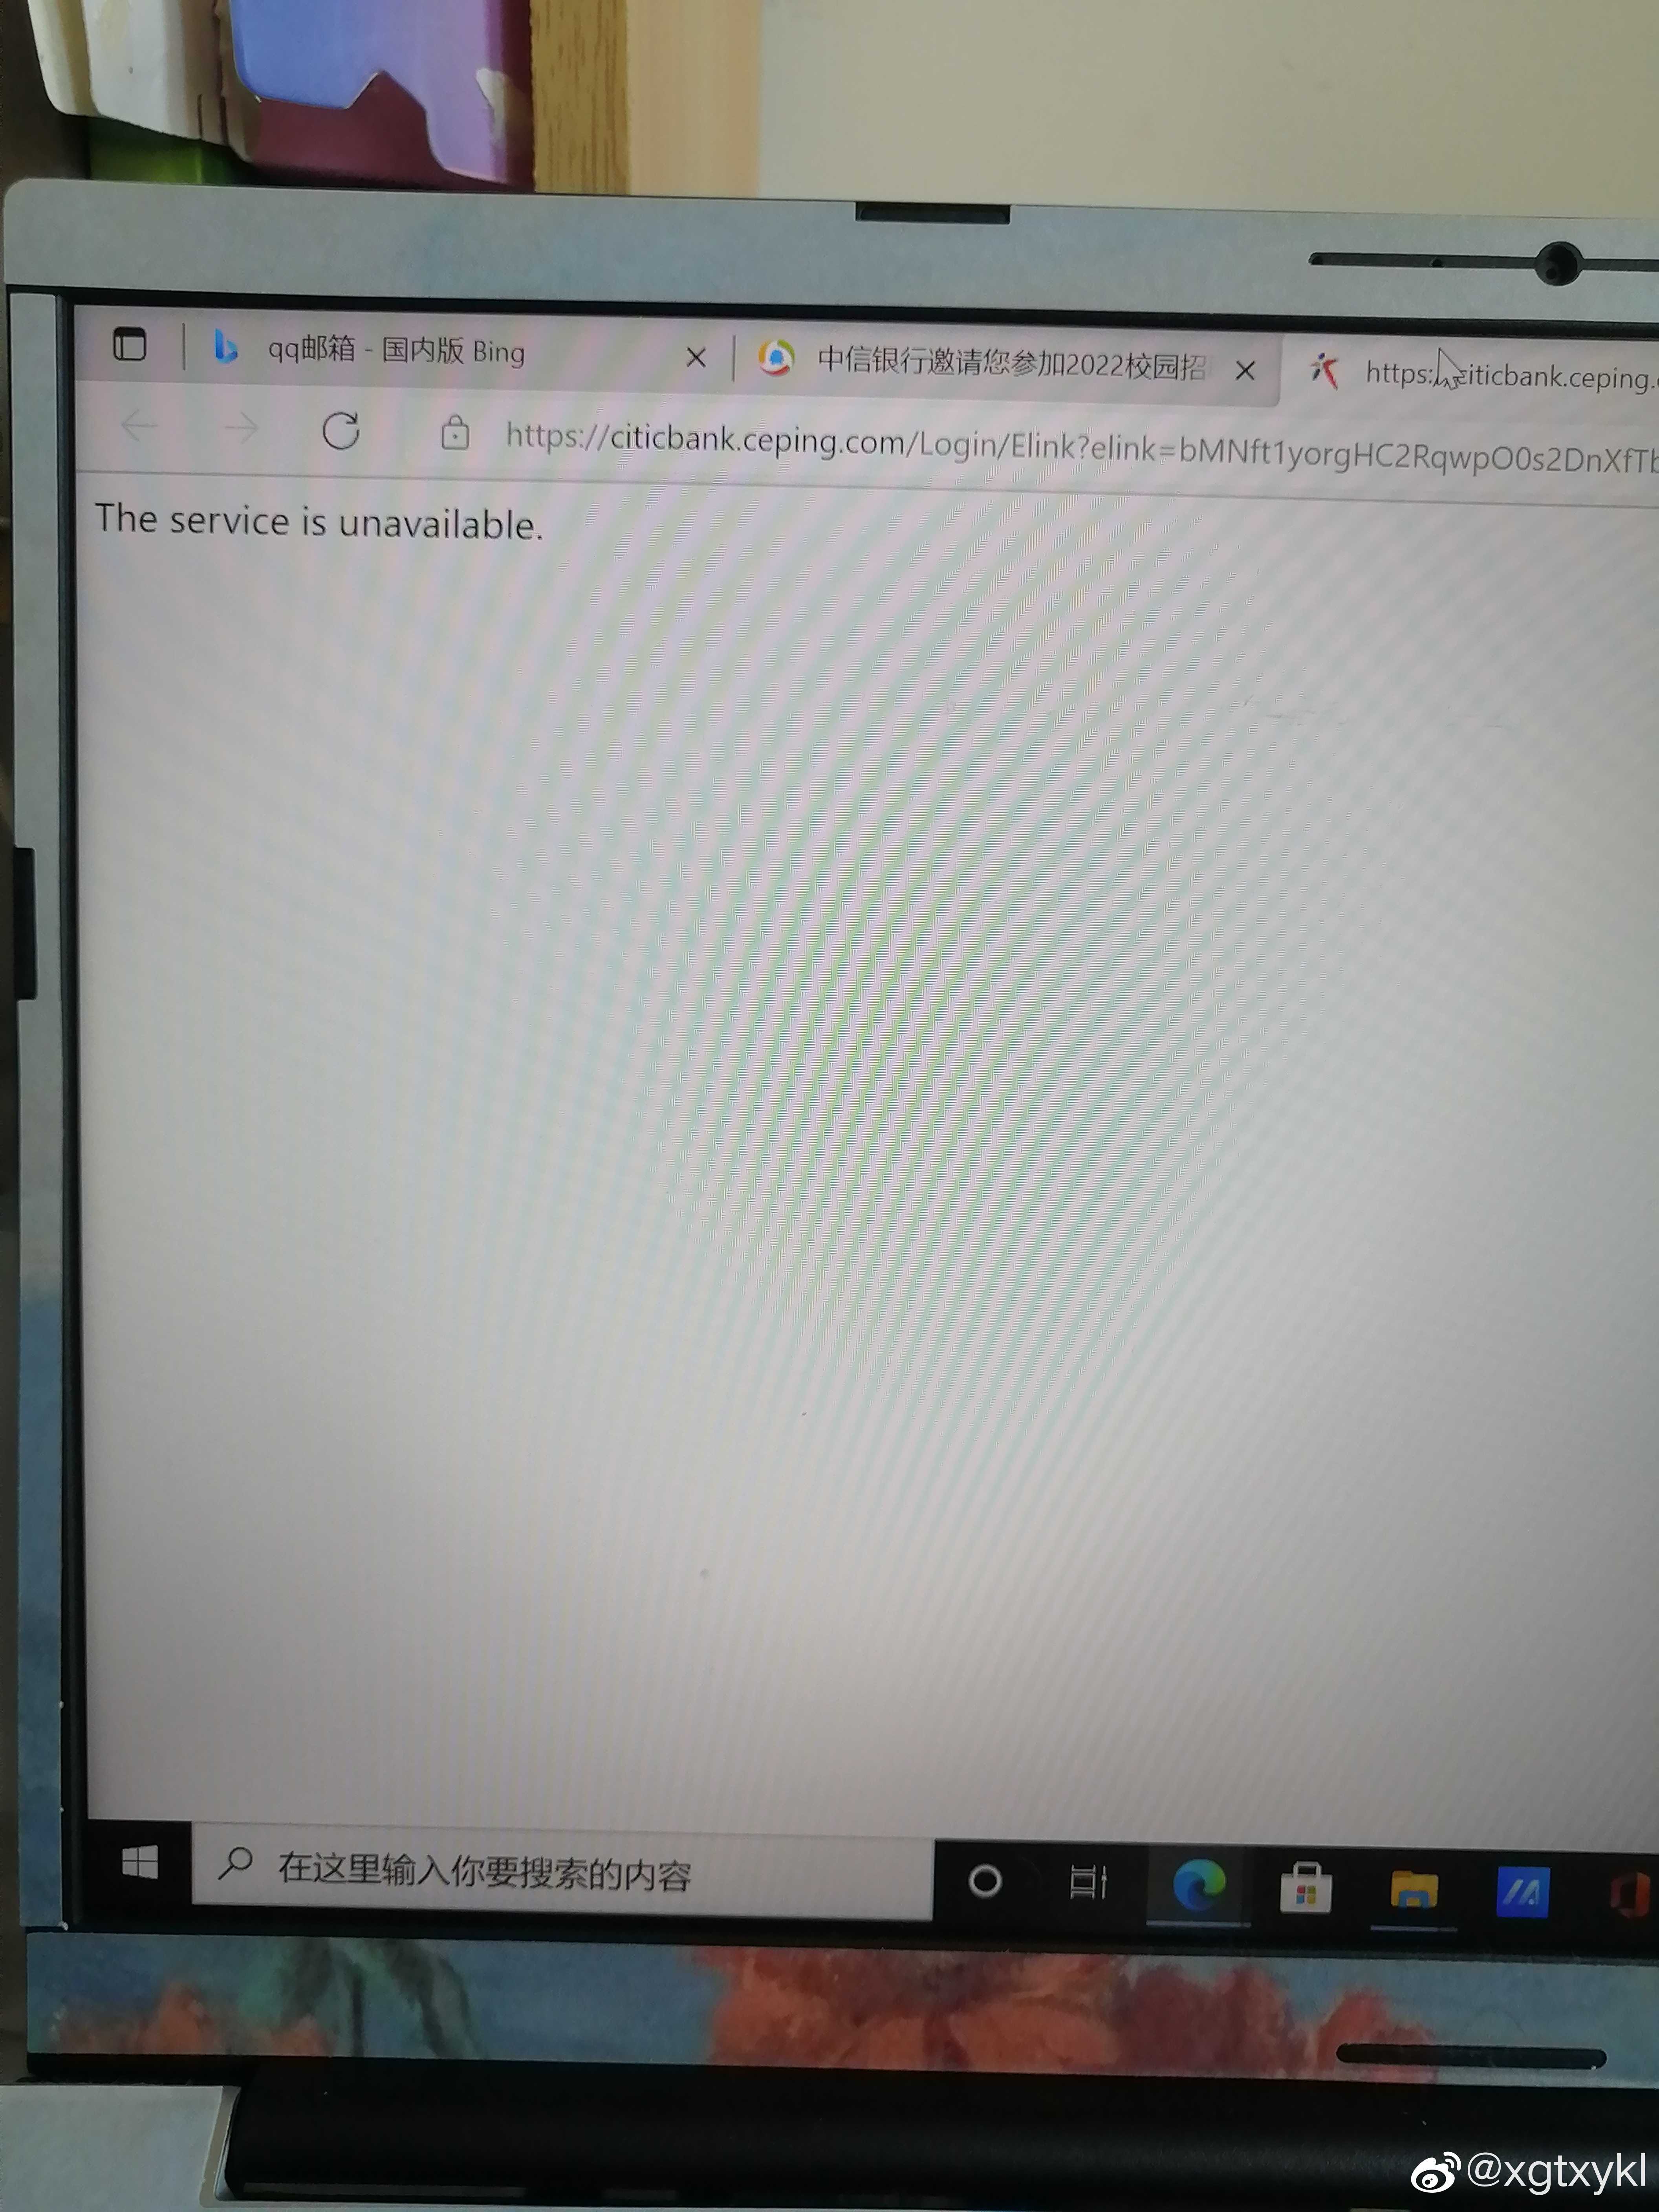 qq邮箱 - 国内版 Bing
中信银行邀请您参加2022校园招
citicbank.ceping.
https://citicbank.ceping.com/Login/Elink?elink=bMNft1yorgHC2RqwpO0s2DnXfTb
The service is unavailable.
在这里输入你要搜索的内容
@xgtxykl